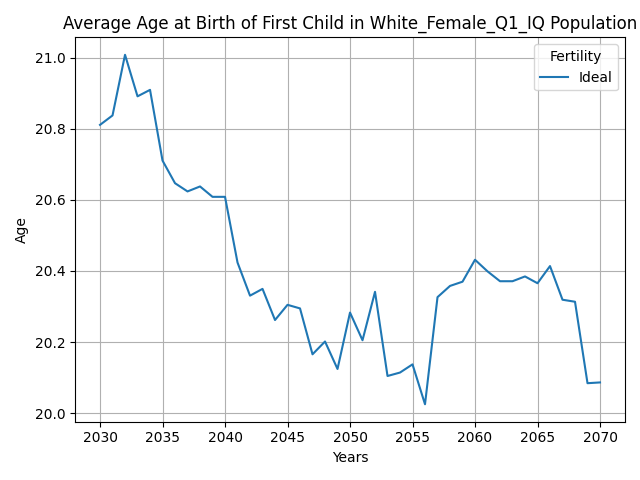 Average Age at Birth of First Child in White_Female_Q1_IQ Population
Fertility
Ideal
21.0
20.8
20.6
20.4
20.2
20.0
Age
2030 2035 2040 2045 2050 2055 2060 2065 2070
Years